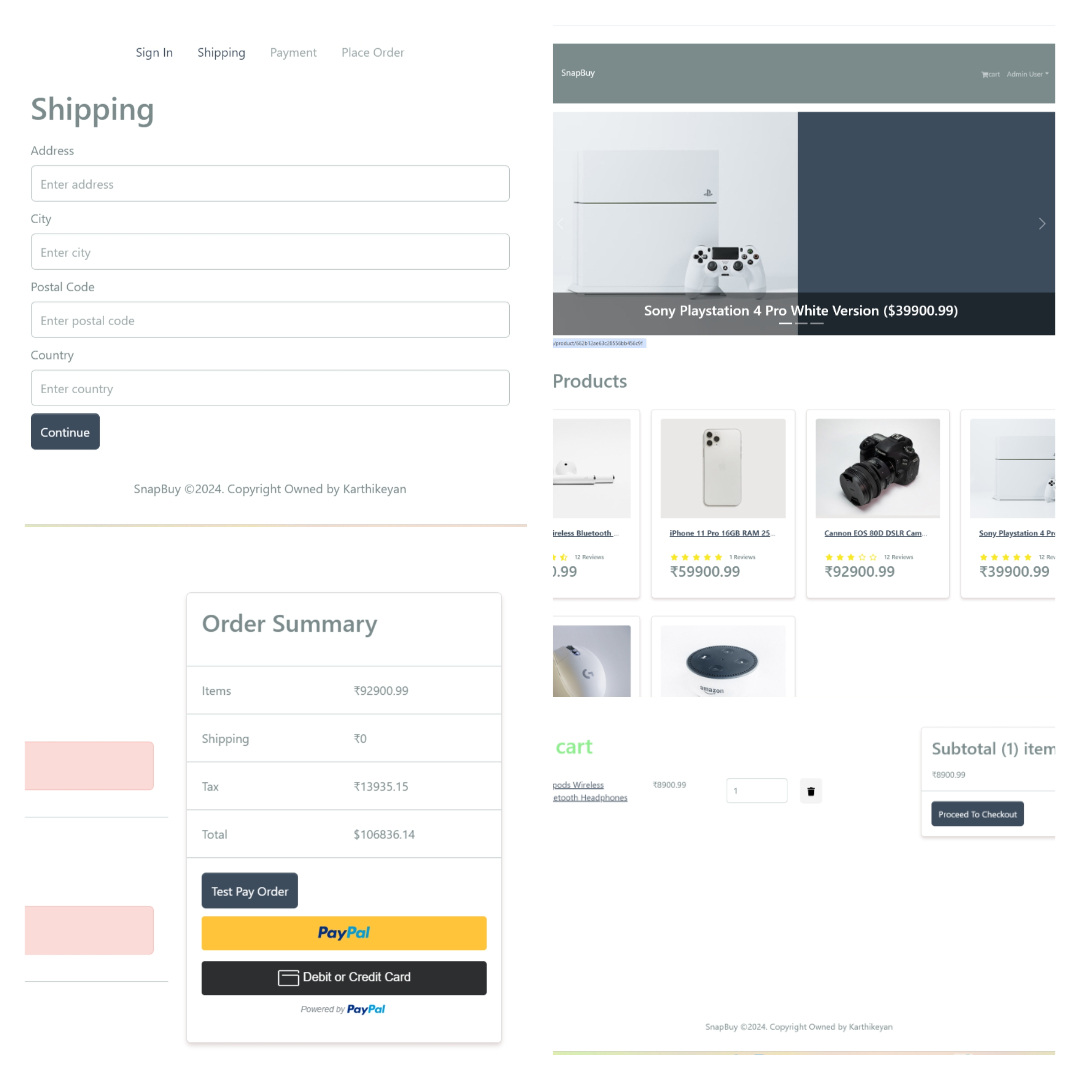 Sign In Shipping Payment Place Order
Shipping
Address
Enter address
City
Enter city
Postal Code
Enter postal code
Country
Enter country
Continue
SnapBuy ©2024. Copyright Owned by Karthikeyan
Order Summary
Items ₹92900.99
Shipping ₹0
Tax ₹13935.15
Total $106836.14
Test Pay Order
PayPal
Debit or Credit Card
Powered by PayPal
SnapBuy cart Admin User
Sony Playstation 4 Pro White Version ($39900.99)
Products
ireless Bluetooth ... iPhone 11 Pro 16GB RAM 25... Cannon EOS 80D DSLR Cam... Sony Playstation 4 Pr
12 Reviews 12 Reviews
0.99 ₹59900.99 ₹92900.99 ₹39900.99
amazon
cart
pods Wireless ₹8900.99 1
etooth Headphones
Subtotal (1) item
₹8900.99
Proceed To Checkout
SnapBuy ©2024. Copyright Owned by Karthikeyan